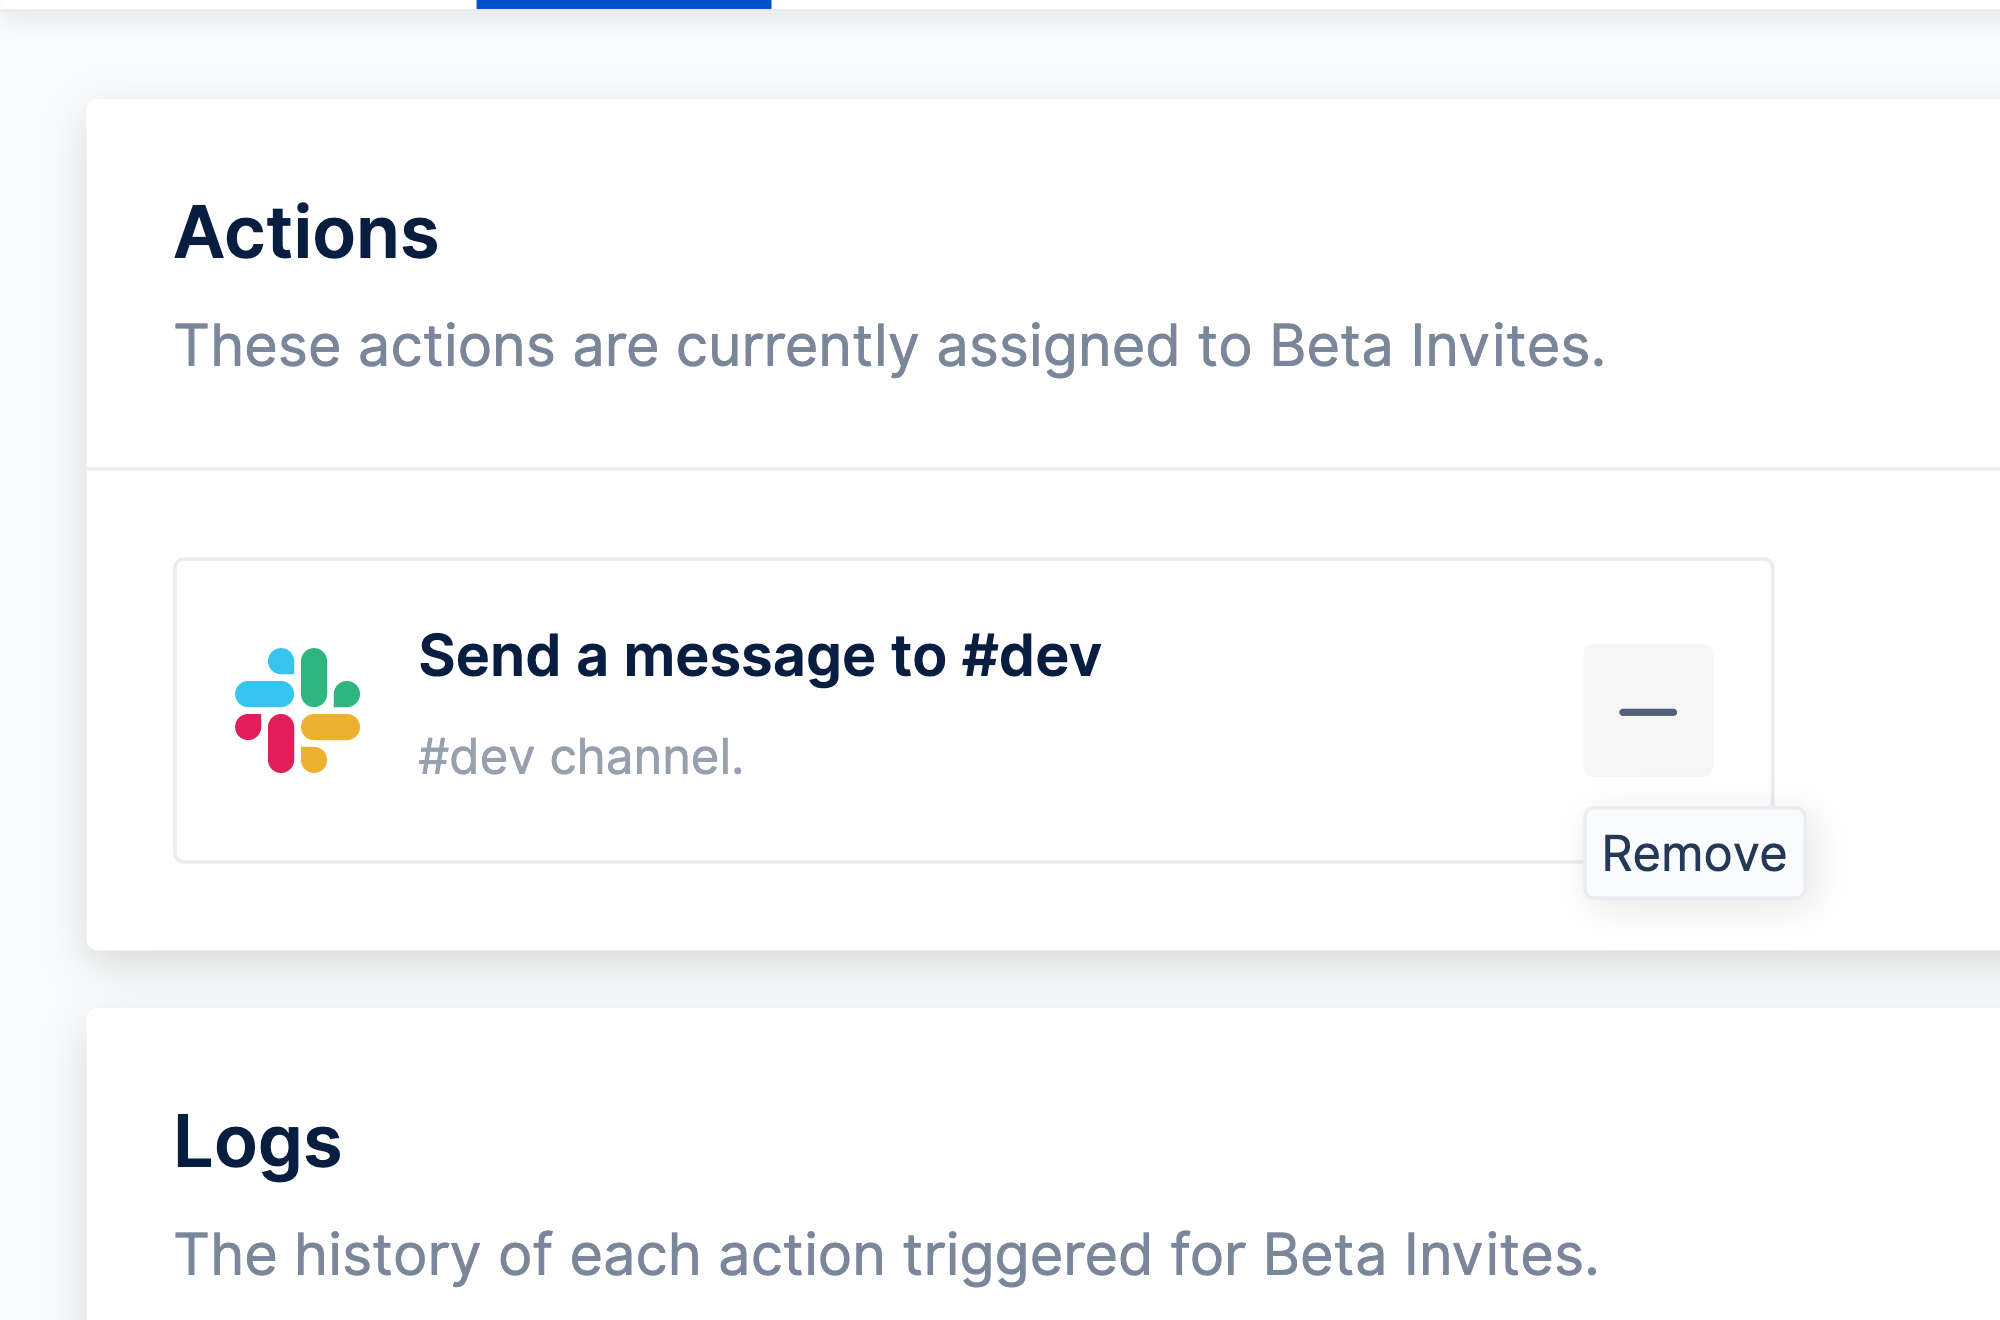 Actions
These actions are currently assigned to Beta Invites.
Send a message to #dev
#dev channel.
Remove
Logs
The history of each action triggered for Beta Invites.